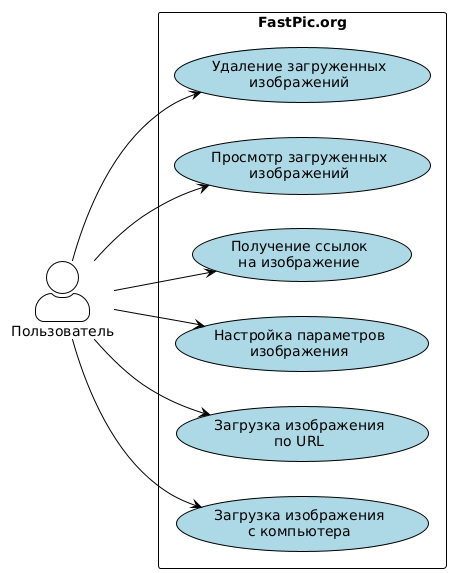 FastPic.org
Удаление загруженных
изображений
Просмотр загруженных
изображений
Получение ссылок
на изображение
Пользователь
Настройка параметров
изображения
Загрузка изображения
по URL
Загрузка изображения
с компьютера